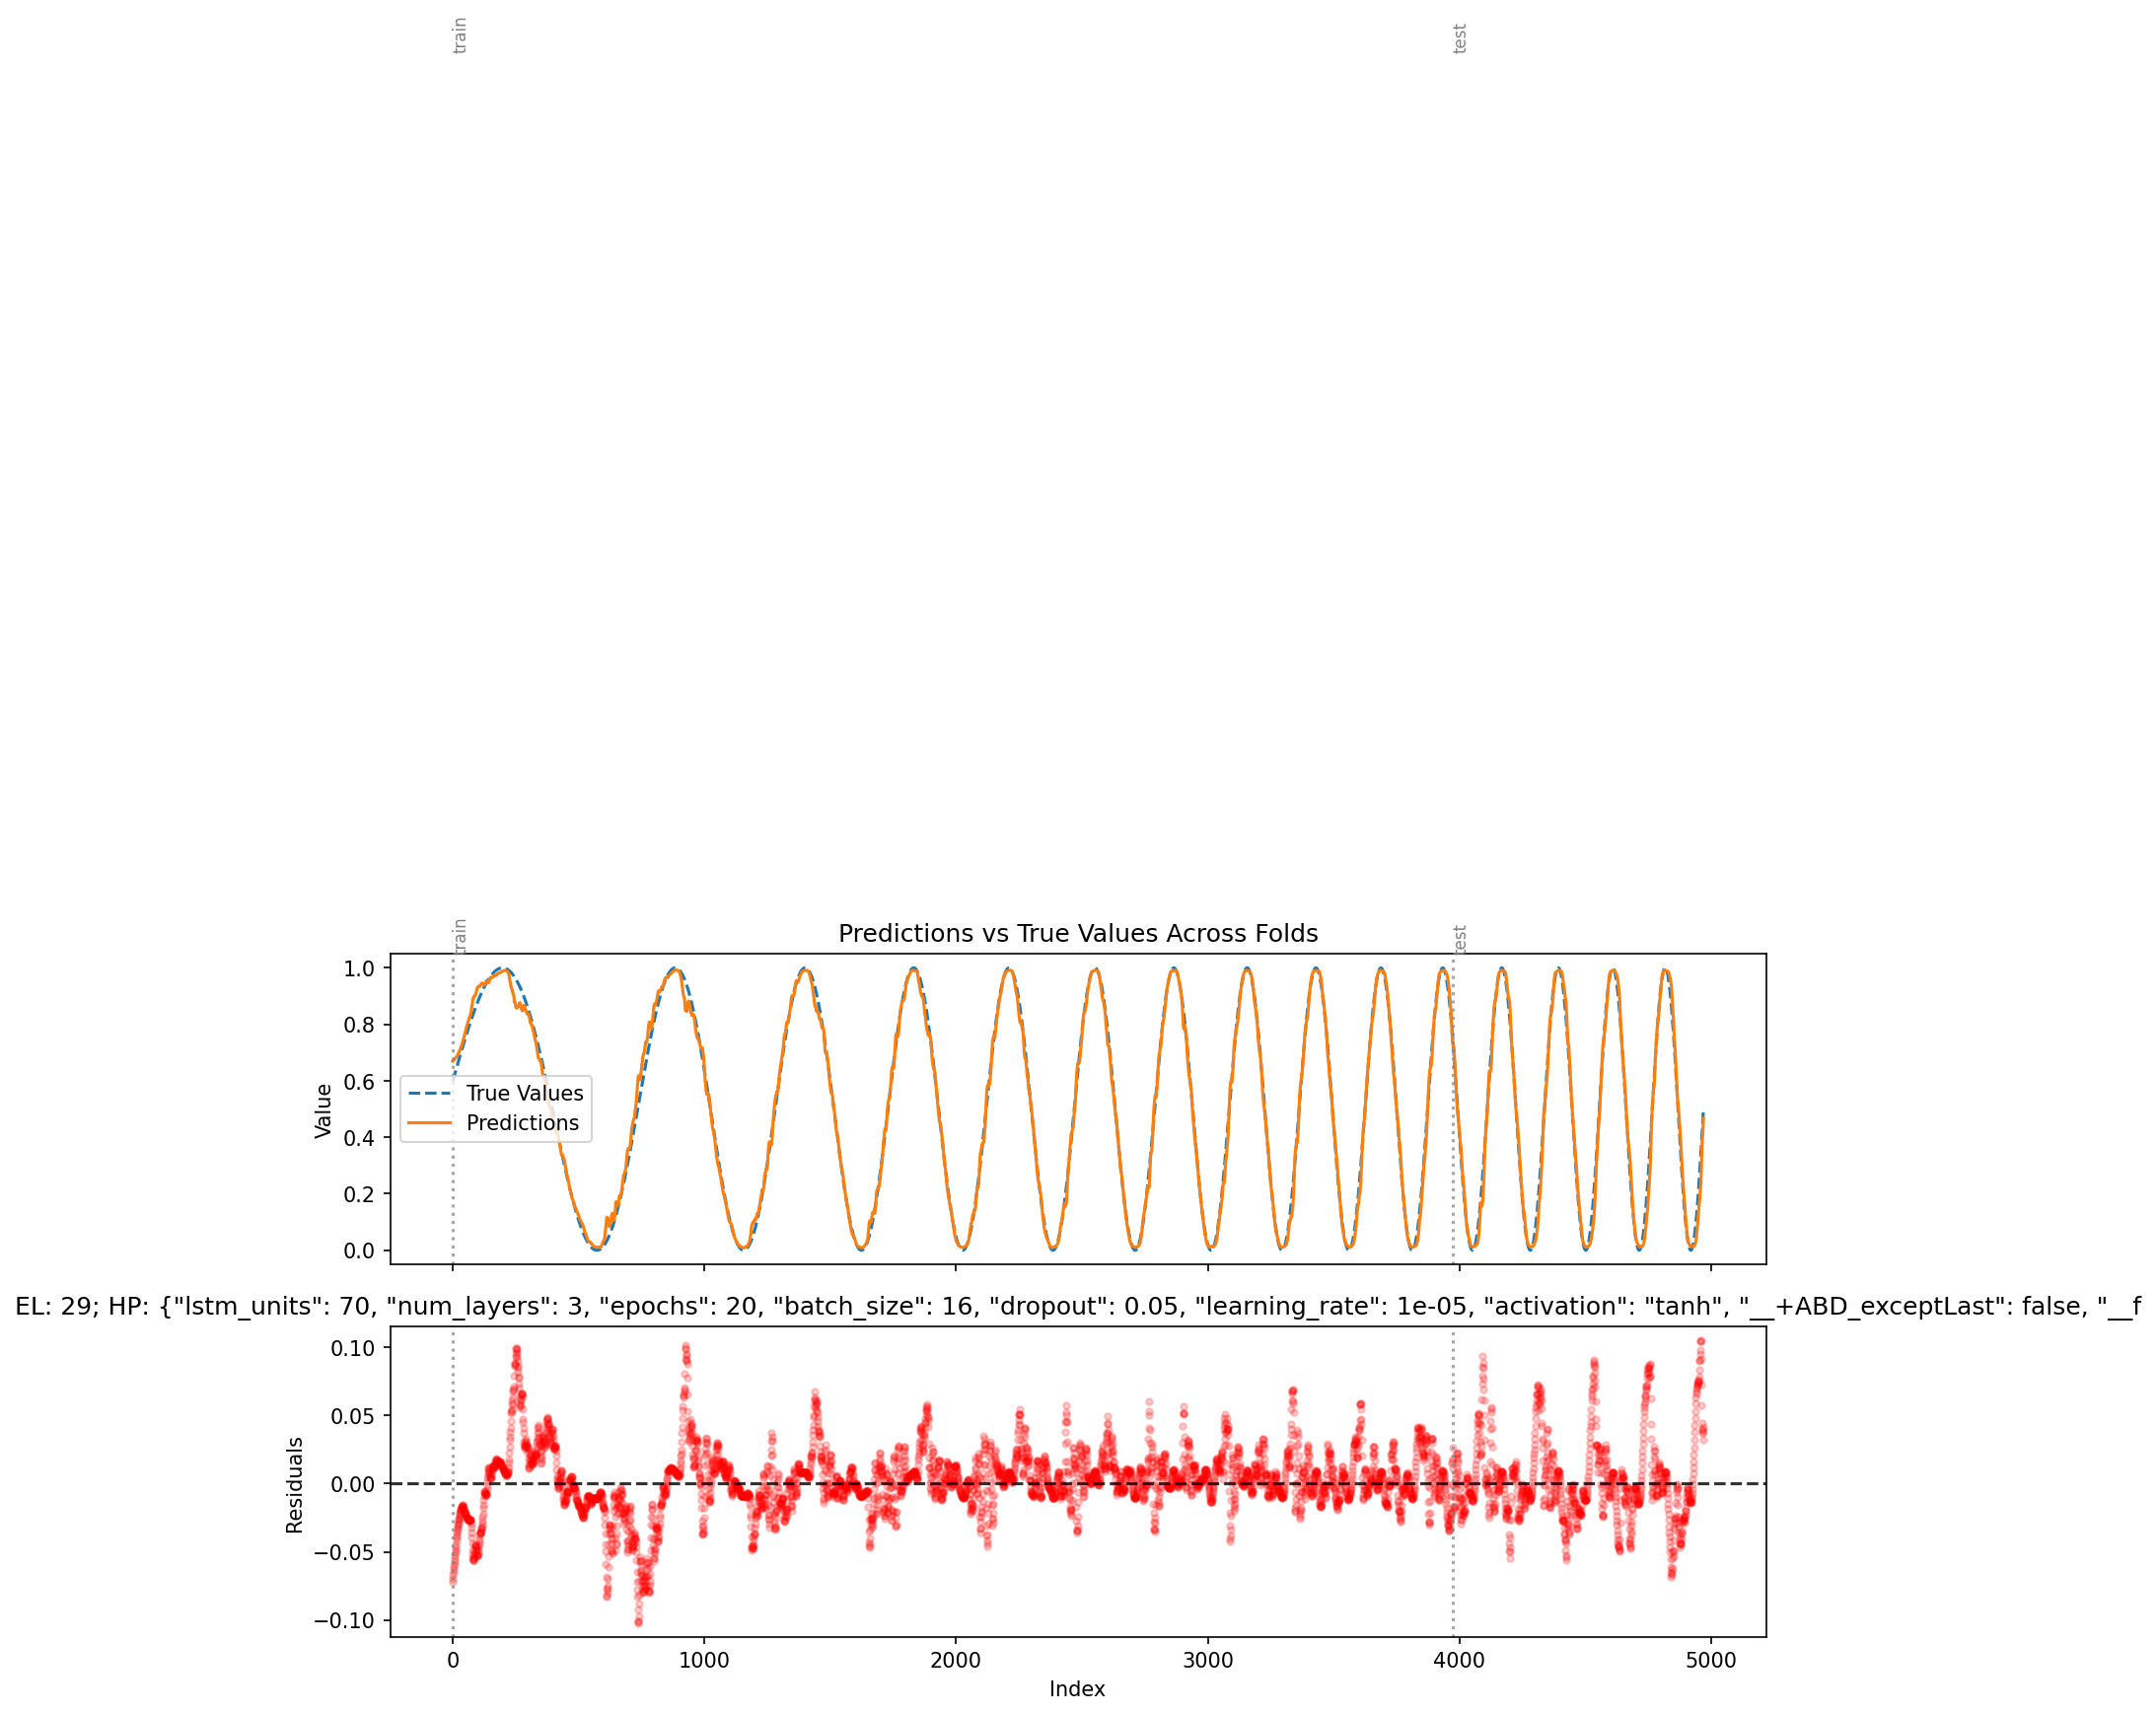 train
test
train
test
Predictions vs True Values Across Folds
1.0
0.8
0.6
0.4
0.2
0.0
Value
True Values
Predictions
EL: 29; HP: {"lstm_units": 70, "num_layers": 3, "epochs": 20, "batch_size": 16, "dropout": 0.05, "learning_rate": 1e-05, "activation": "tanh", "__+ABD_exceptLast": false, "__f
0.10
0.05
0.00
−0.05
−0.10
Residuals
0
1000
2000
3000
4000
5000
Index